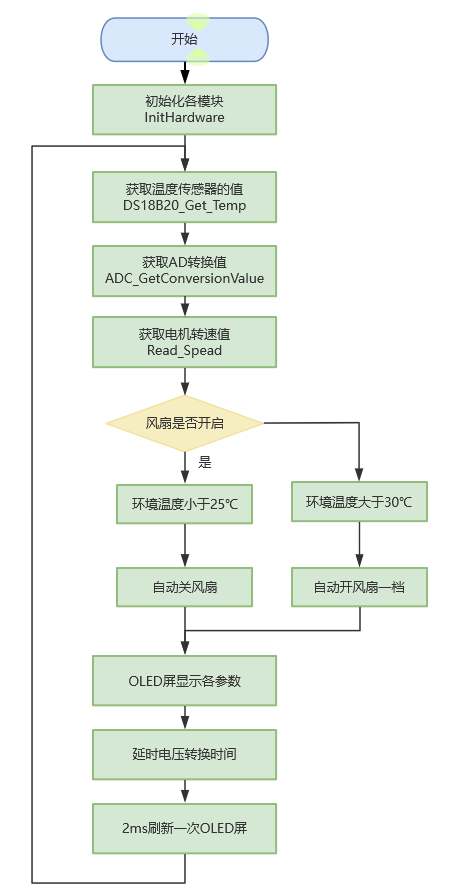 开始
初始化各模块
InitHardware
获取温度传感器的值
DS18B20_Get_Temp
获取AD转换值
ADC_GetConversionValue
获取电机转速值
Read_Spead
风扇是否开启
是
环境温度小于25℃
环境温度大于30℃
自动关风扇
自动开风扇一档
OLED屏显示各参数
延时电压转换时间
2ms刷新一次OLED屏